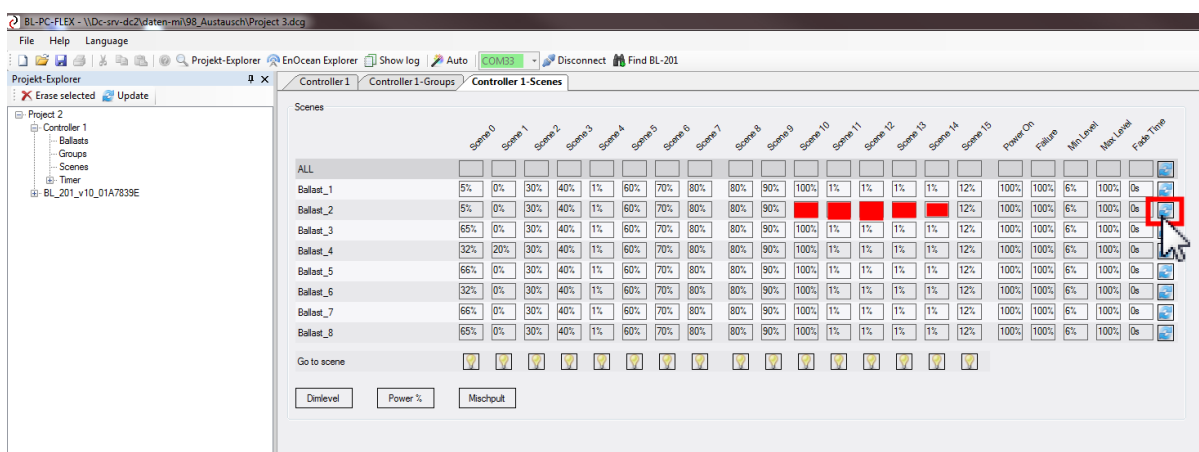 BL-PC-FLEX - \\Dc-srv-dc2\daten-mi\98_Austausch\Project 3.dcg
File Help Language
Projekt-Explorer EnOcean Explorer Show log Auto COM33 Disconnect Find BL-201
Projekt-Explorer
Erase selected Update
Project 2
Controller 1
Ballasts
Groups
Scenes
Timer
BL_201_v10_01A7839E
Controller 1 Controller 1-Groups Controller 1-Scenes
Scenes
Scene 0 Scene 1 Scene 2 Scene 3 Scene 4 Scene 5 Scene 6 Scene 7 Scene 8 Scene 9 Scene 10 Scene 11 Scene 12 Scene 13 Scene 14 Scene 15 Power On Failure Min Level Max Level Fade Time
ALL
Ballast_1 5% 0% 30% 40% 1% 60% 70% 80% 80% 90% 100% 1% 1% 1% 1% 12% 100% 100% 6% 100% 0s
Ballast_2 5% 0% 30% 40% 1% 60% 70% 80% 80% 90% 12% 100% 100% 6% 100% 0s
Ballast_3 65% 0% 30% 40% 1% 60% 70% 80% 80% 90% 100% 1% 1% 1% 1% 12% 100% 100% 6% 100% 0s
Ballast_4 32% 20% 30% 40% 1% 60% 70% 80% 80% 90% 100% 1% 1% 1% 1% 12% 100% 100% 6% 100% 0s
Ballast_5 66% 0% 30% 40% 1% 60% 70% 80% 80% 90% 100% 1% 1% 1% 1% 12% 100% 100% 6% 100% 0s
Ballast_6 32% 0% 30% 40% 1% 60% 70% 80% 80% 90% 100% 1% 1% 1% 1% 12% 100% 100% 6% 100% 0s
Ballast_7 66% 0% 30% 40% 1% 60% 70% 80% 80% 90% 100% 1% 1% 1% 1% 12% 100% 100% 6% 100% 0s
Ballast_8 65% 0% 30% 40% 1% 60% 70% 80% 80% 90% 100% 1% 1% 1% 1% 12% 100% 100% 6% 100% 0s
Go to scene
Dimlevel Power % Mischpult